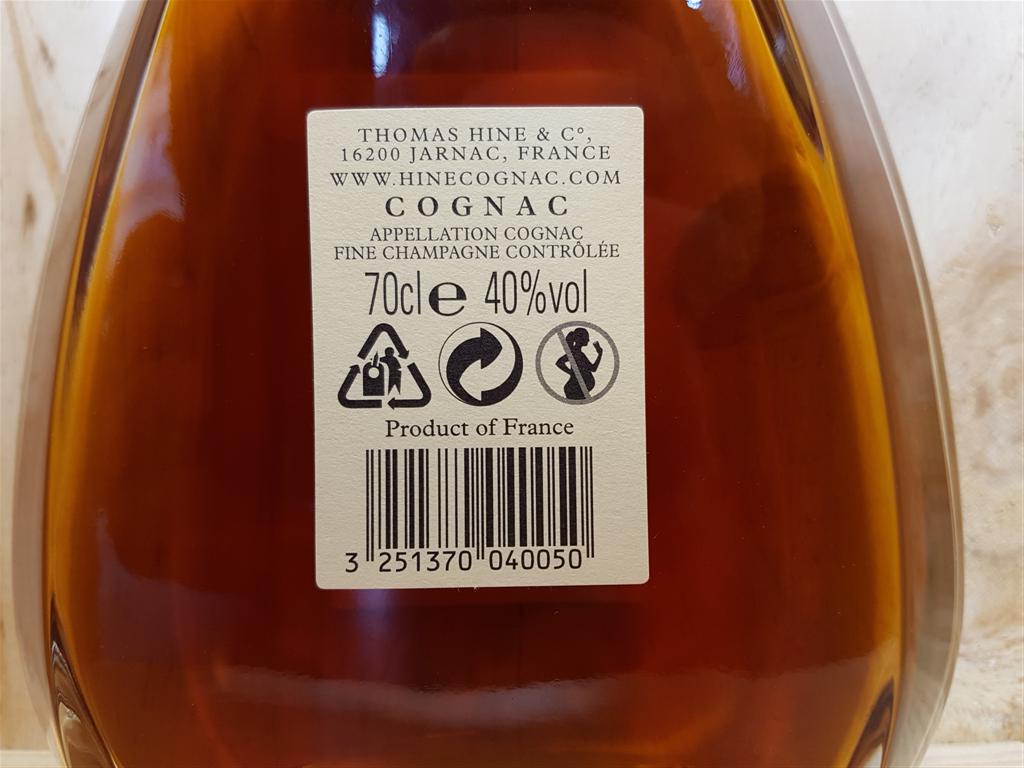 THOMAS HINE & C°,
16200 JARNAC, FRANCE
WWW.HINECOGNAC.COM
COGNAC
APPELLATION COGNAC
FINE CHAMPAGNE CONTRÔLÉE
70cl e 40%vol
Product of France
3 251370 040050